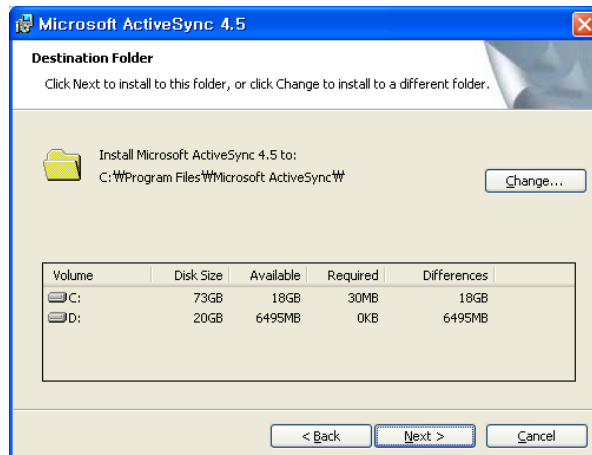 Microsoft ActiveSync 4.5
Destination Folder
Click Next to install to this folder, or click Change to install to a different folder.
Install Microsoft ActiveSync 4.5 to:
C:₩Program Files₩Microsoft ActiveSync₩
Change...
Volume Disk Size Available Required Differences
C: 73GB 18GB 30MB 18GB
D: 20GB 6495MB 0KB 6495MB
< Back Next > Cancel